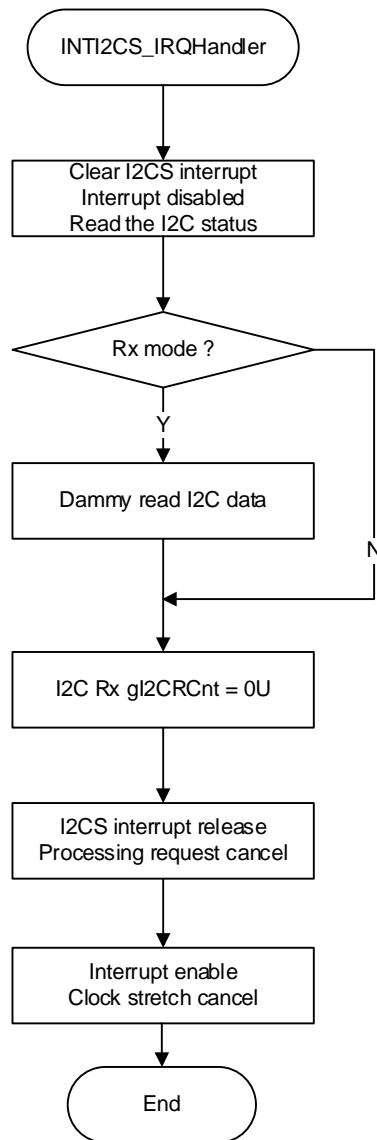 INTI2CS_IRQHandler
Clear I2CS interrupt
Interrupt disabled
Read the I2C status
Rx mode ?
Y
Dammy read I2C data
N
I2C Rx gI2CRCnt = 0U
I2CS interrupt release
Processing request cancel
Interrupt enable
Clock stretch cancel
End